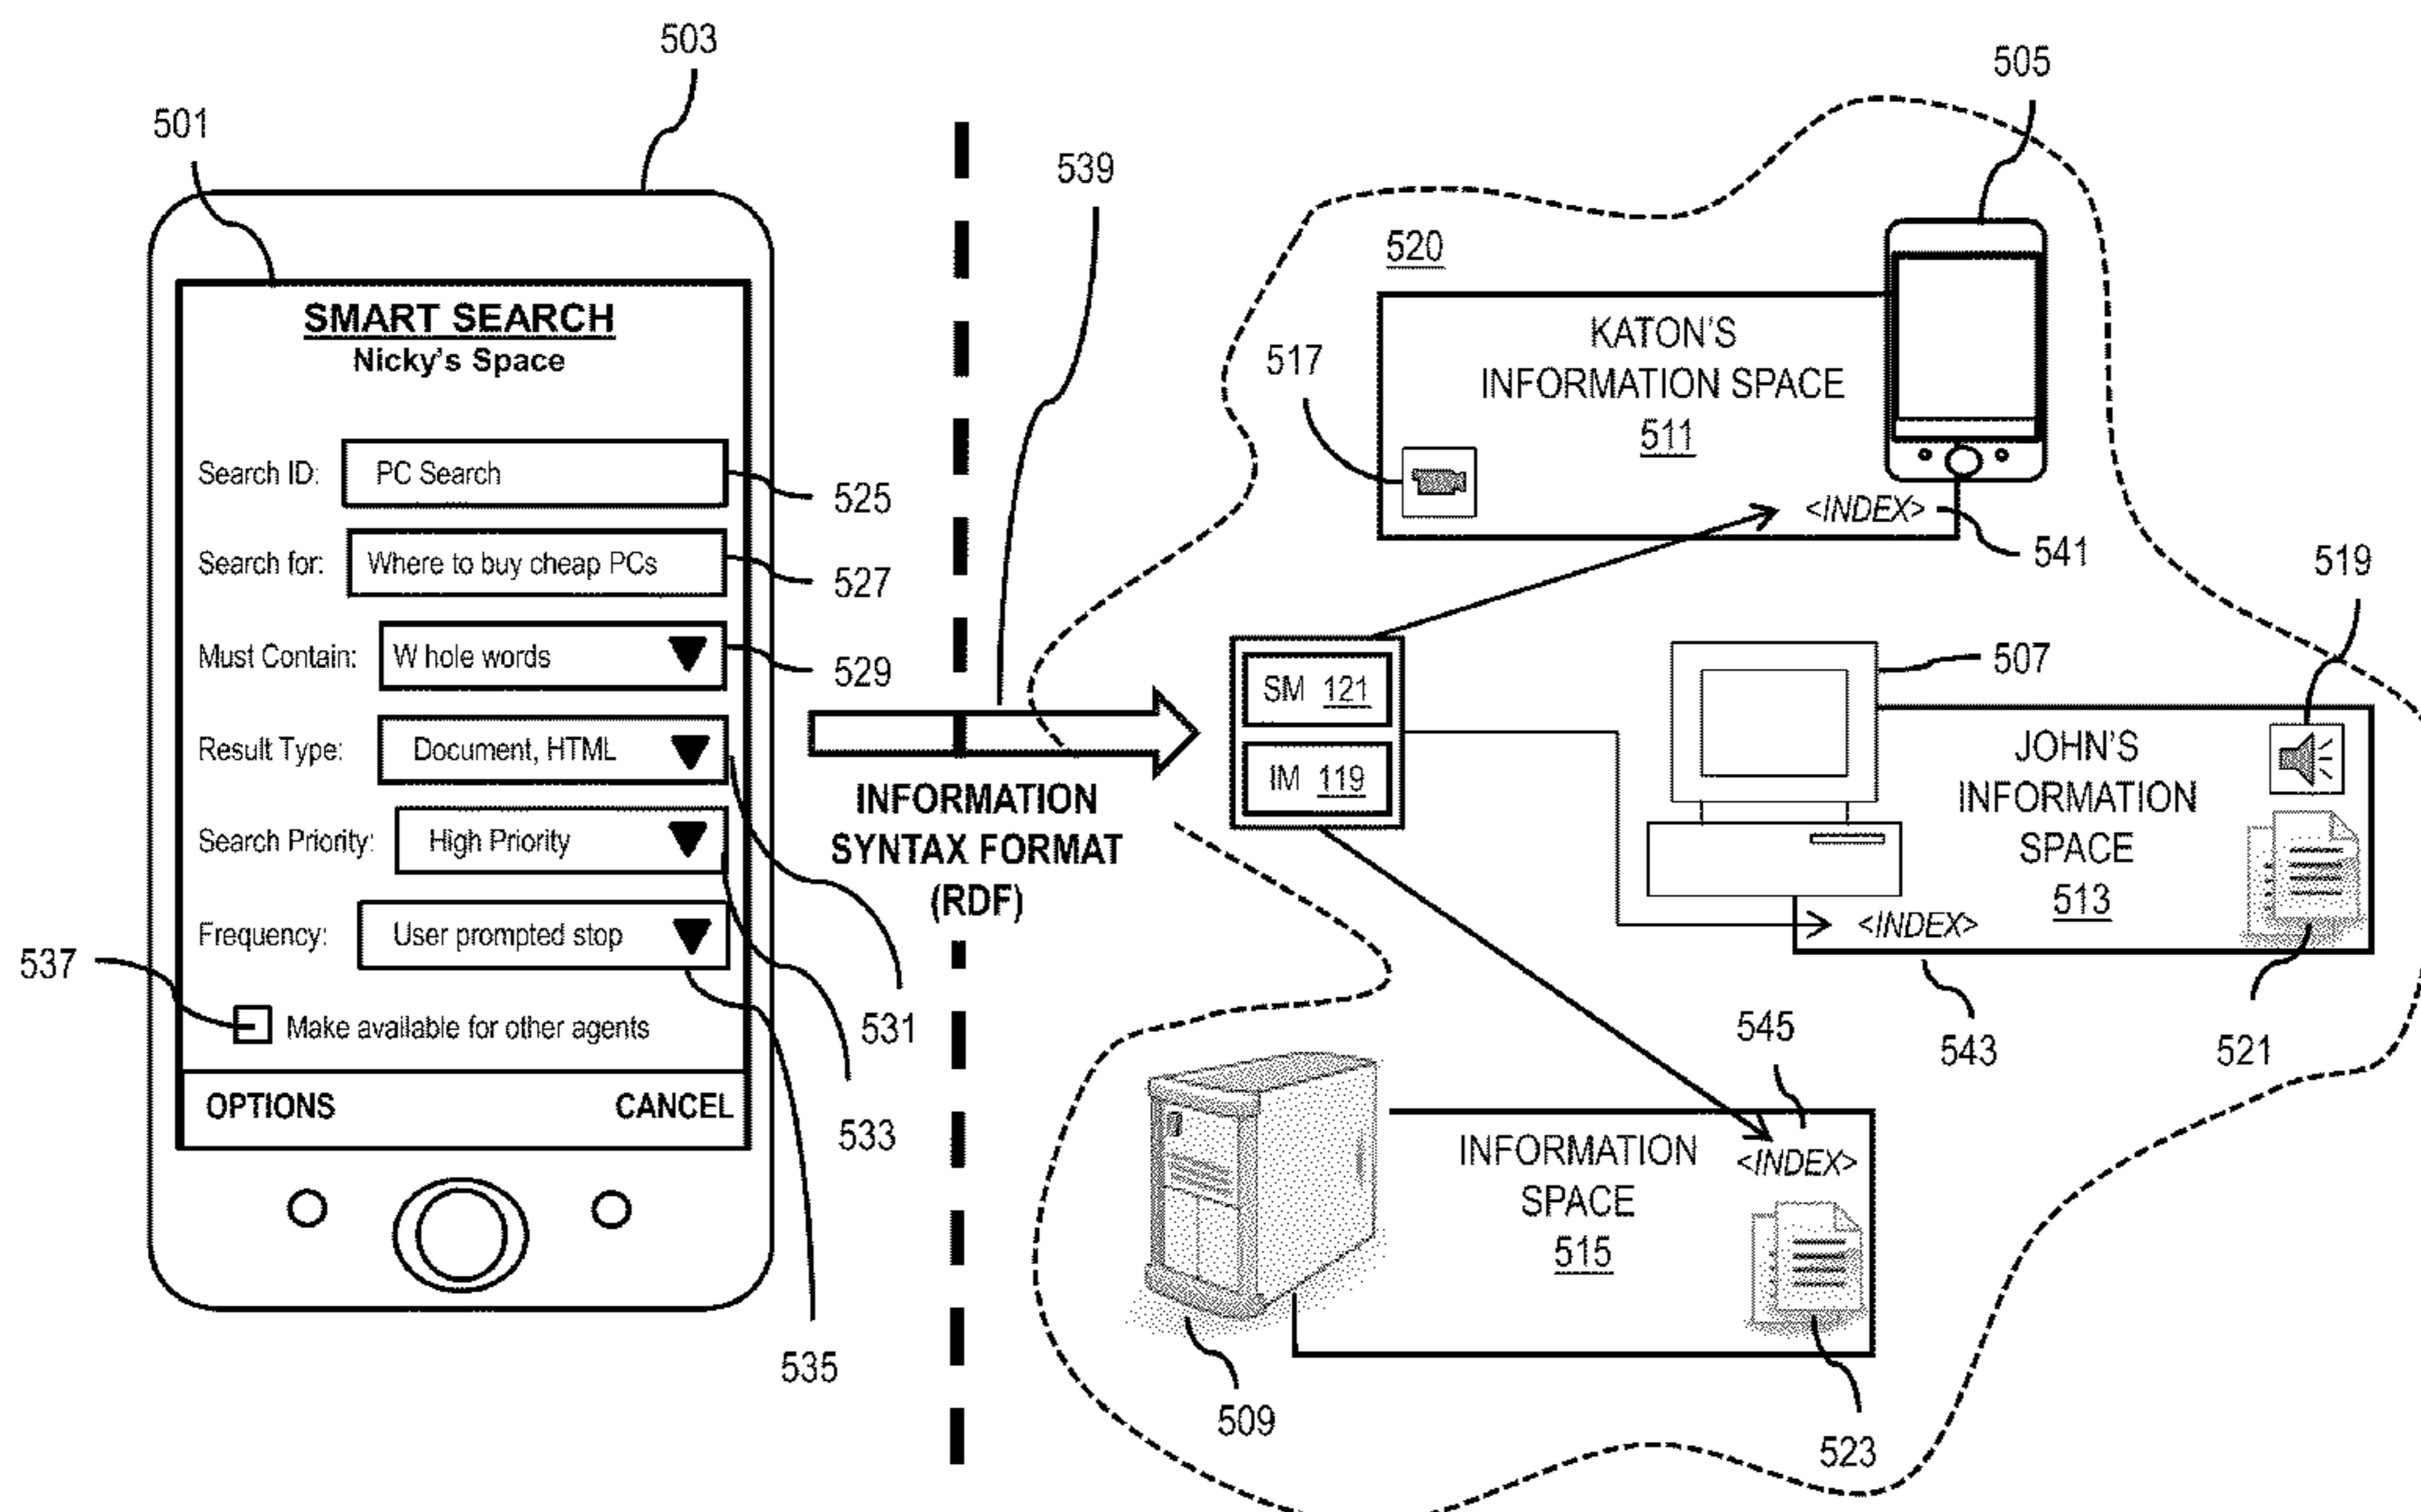 503
501
SMART SEARCH
Nicky's Space
Search ID: PC Search
525
Search for: Where to buy cheap PCs
527
Must Contain: W hole words
529
Result Type: Document, HTML
531
Search Priority: High Priority
533
Frequency: User prompted stop
535
537
Make available for other agents
OPTIONS CANCEL
539
INFORMATION
SYNTAX FORMAT
(RDF)
520
505
KATON'S
INFORMATION SPACE
511
517
<INDEX>
541
SM 121
IM 119
507
519
JOHN'S
INFORMATION
SPACE
513
<INDEX>
543
521
545
INFORMATION
SPACE
515
<INDEX>
509
523